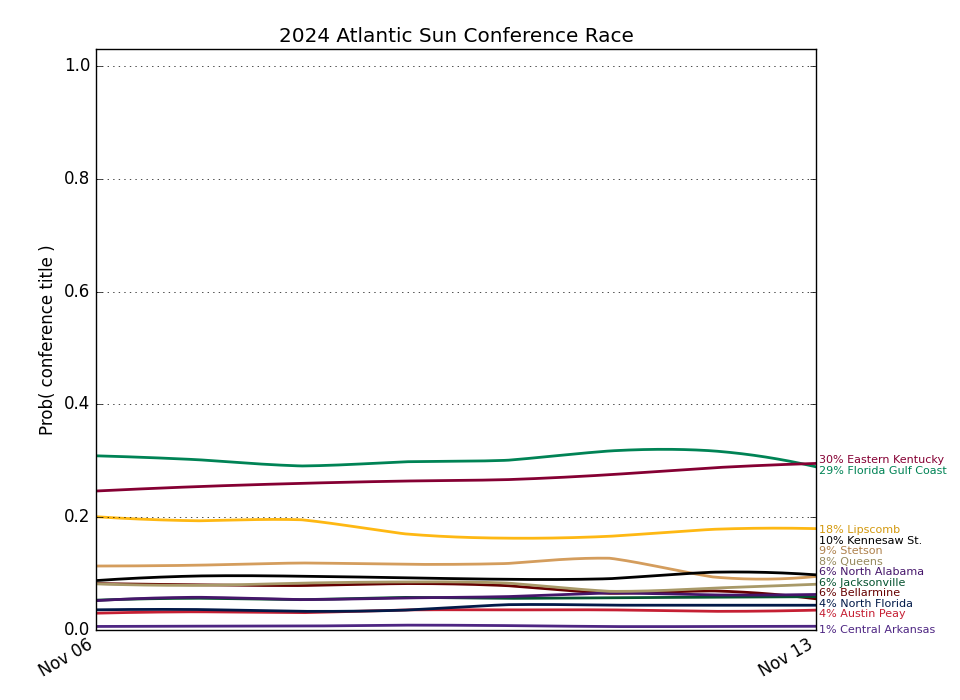 2024 Atlantic Sun Conference Race
Prob( conference title )
1.0
0.8
0.6
0.4
0.2
0.0
Nov 06
Nov 13
30% Eastern Kentucky
29% Florida Gulf Coast
18% Lipscomb
10% Kennesaw St.
9% Stetson
8% Queens
6% North Alabama
6% Jacksonville
6% Bellarmine
4% North Florida
4% Austin Peay
1% Central Arkansas